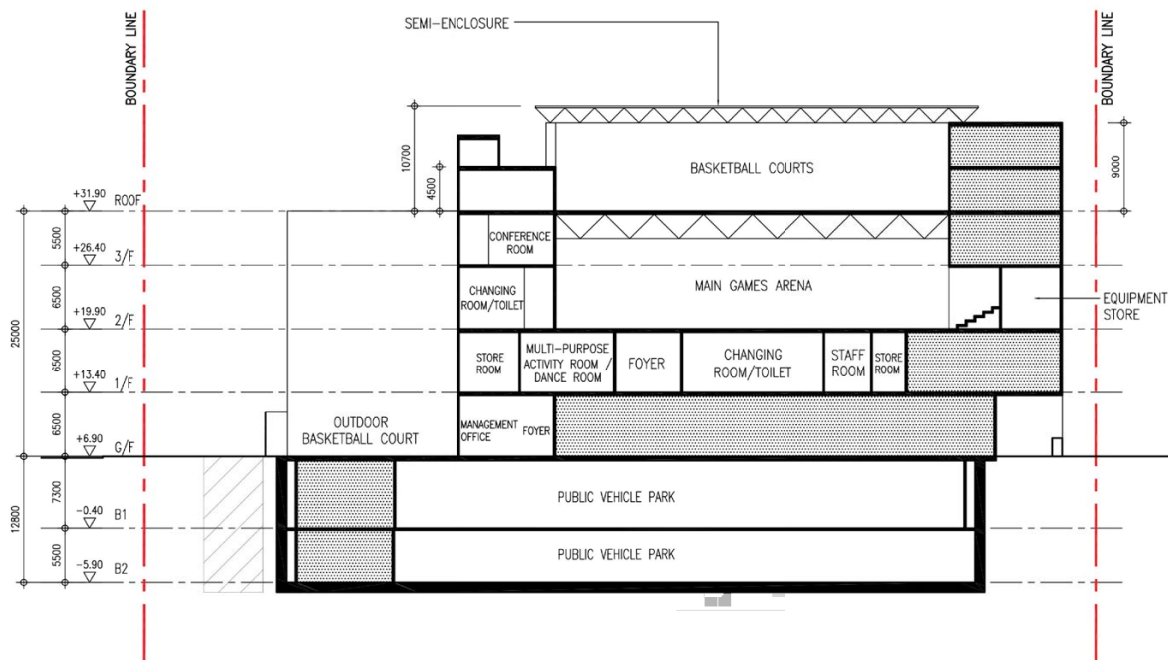 SEMI-ENCLOSURE
BOUNDARY LINE
BOUNDARY LINE
10700
4500
9000
BASKETBALL COURTS
+31.90 ROOF
5500
CONFERENCE
ROOM
+26.40 3/F
6500
CHANGING
ROOM/TOILET
MAIN GAMES ARENA
EQUIPMENT
STORE
+19.90 2/F
25000
6500
STORE
ROOM
MULTI-PURPOSE
ACTIVITY ROOM /
DANCE ROOM
FOYER
CHANGING
ROOM/TOILET
STAFF
ROOM
STORE
ROOM
+13.40 1/F
6500
OUTDOOR
BASKETBALL COURT
MANAGEMENT
OFFICE
FOYER
+6.90 G/F
7300
PUBLIC VEHICLE PARK
12800
-0.40 B1
5500
PUBLIC VEHICLE PARK
-5.90 B2